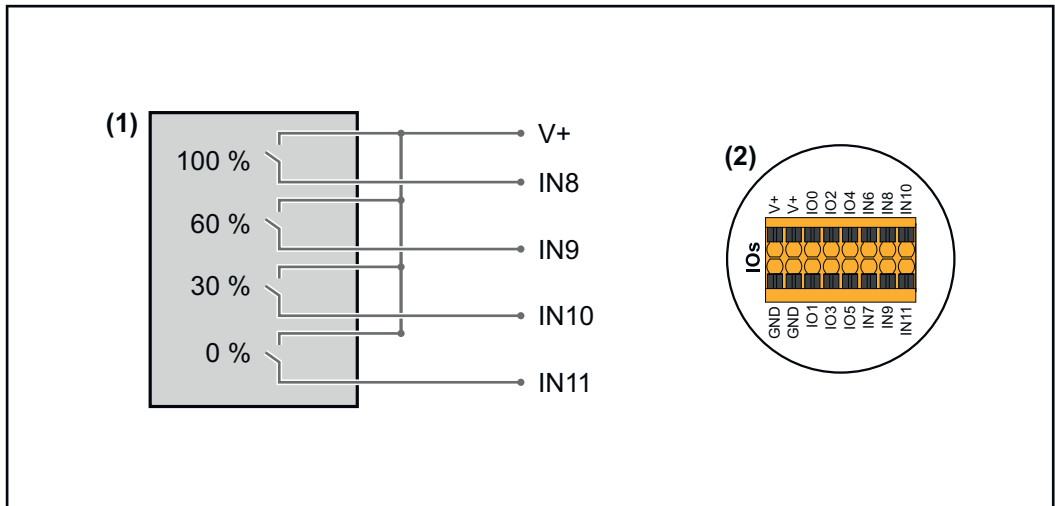 (1)
100 %
60 %
30 %
0 %
V+
IN8
IN9
IN10
IN11
(2)
IOs
V+
V+
IO0
IO2
IO4
IN6
IN8
IN10
GND
GND
IO1
IO3
IO5
IN7
IN9
IN11